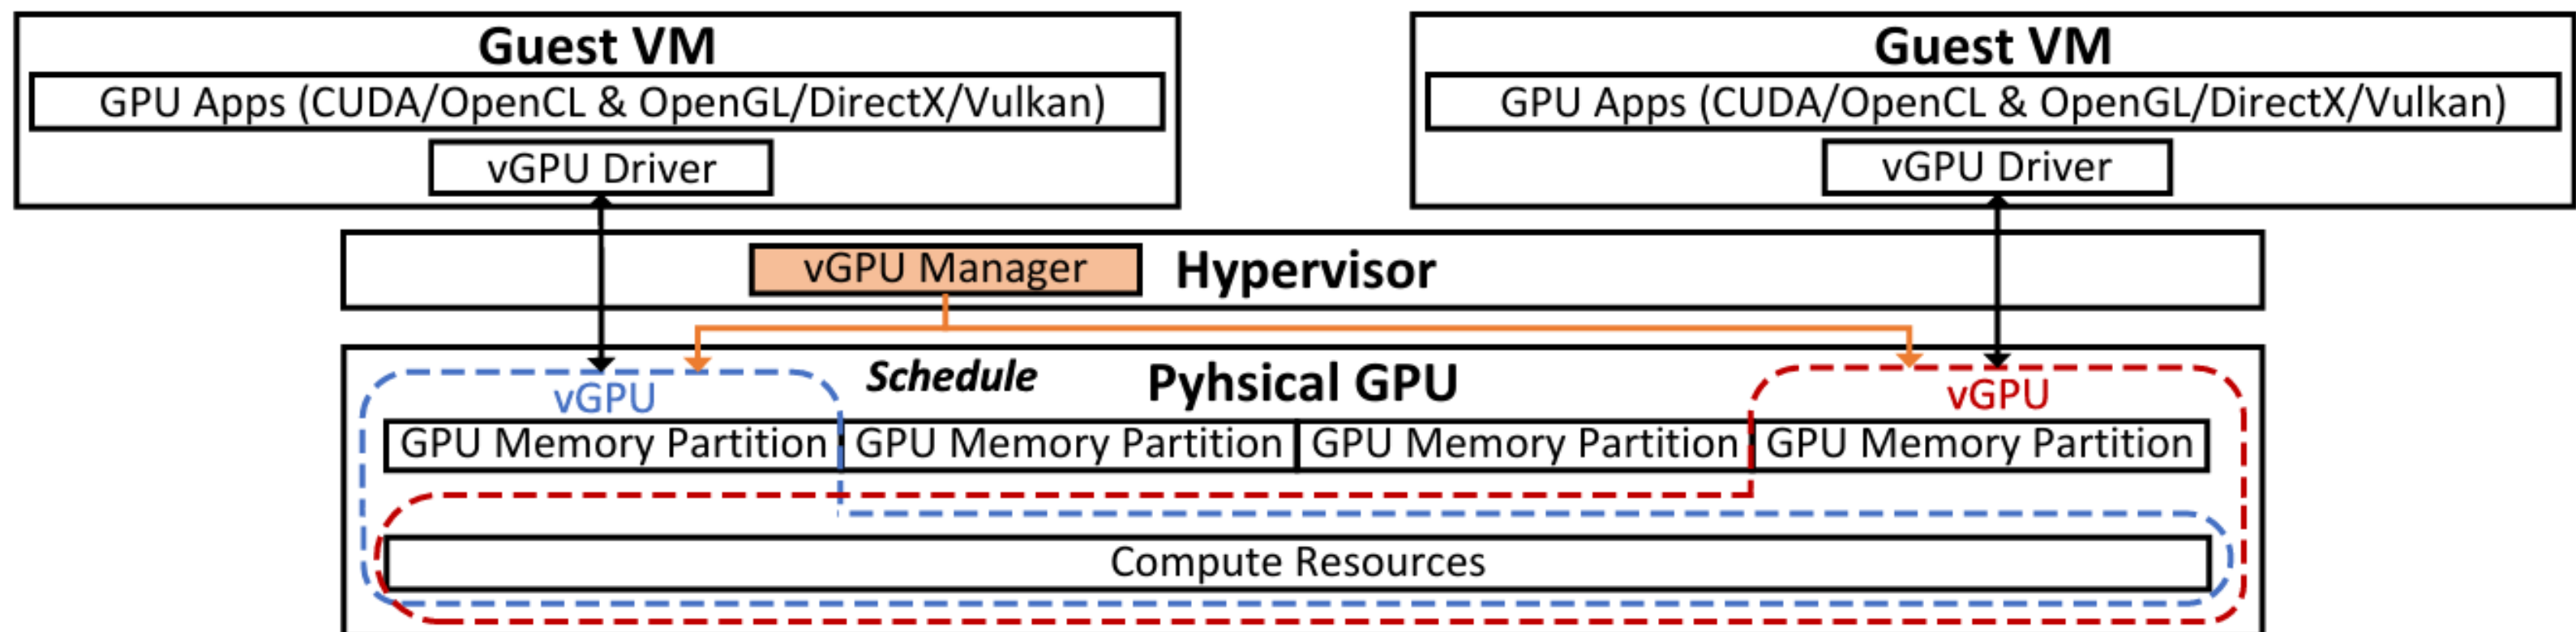 Guest VM
GPU Apps (CUDA/OpenCL & OpenGL/DirectX/Vulkan)
vGPU Driver
Guest VM
GPU Apps (CUDA/OpenCL & OpenGL/DirectX/Vulkan)
vGPU Driver
vGPU Manager
Hypervisor
Schedule
Pyhsical GPU
vGPU
vGPU
GPU Memory Partition
GPU Memory Partition
GPU Memory Partition
GPU Memory Partition
Compute Resources